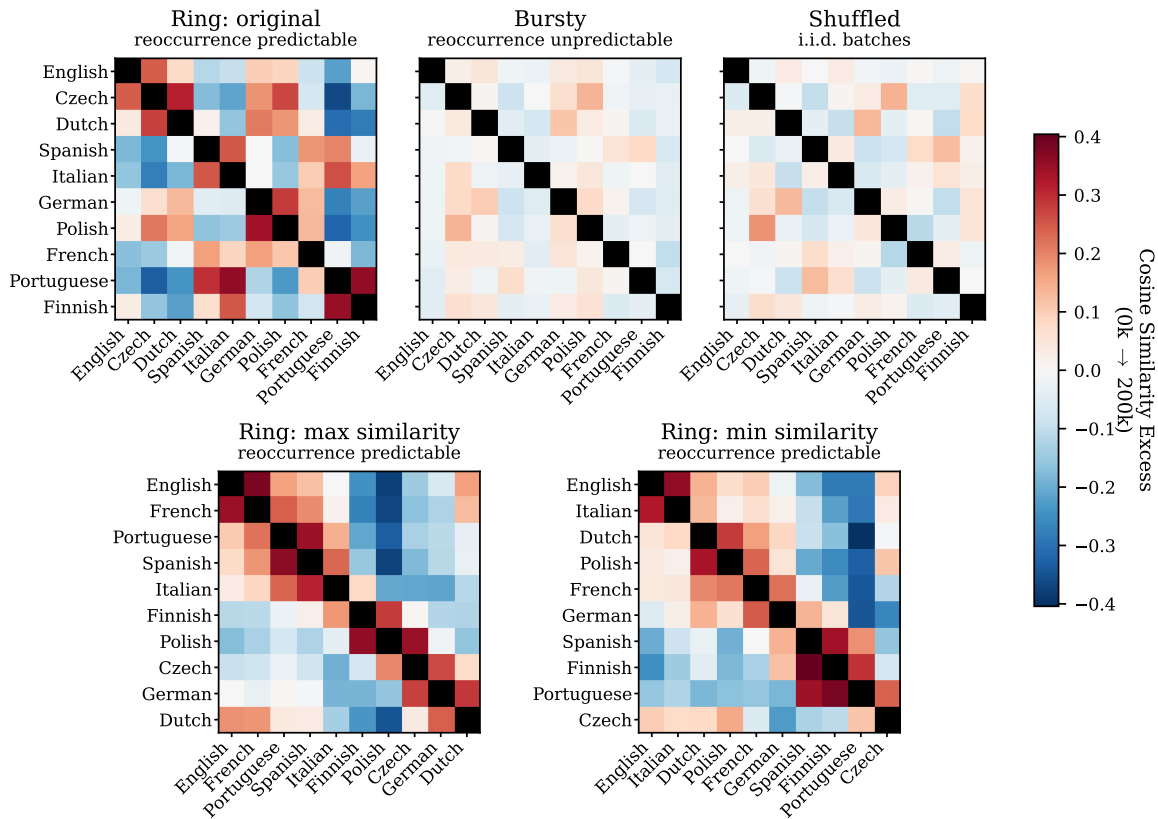 Ring: original
reoccurrence predictable
Bursty
reoccurrence unpredictable
Shuffled
i.i.d. batches
English
Czech
Dutch
Spanish
Italian
German
Polish
French
Portuguese
Finnish
English
Czech
Dutch
Spanish
Italian
German
Polish
French
Portuguese
Finnish
English
Czech
Dutch
Spanish
Italian
German
Polish
French
Portuguese
Finnish
English
Czech
Dutch
Spanish
Italian
German
Polish
French
Portuguese
Finnish
0.4
0.3
0.2
0.1
0.0
−0.1
−0.2
−0.3
−0.4
Cosine Similarity Excess
(0k → 200k)
Ring: max similarity
reoccurrence predictable
English
French
Portuguese
Spanish
Italian
Finnish
Polish
Czech
German
Dutch
English
French
Portuguese
Spanish
Italian
Finnish
Polish
Czech
German
Dutch
Ring: min similarity
reoccurrence predictable
English
Italian
Dutch
Polish
French
German
Spanish
Finnish
Portuguese
Czech
English
Italian
Dutch
Polish
French
German
Spanish
Finnish
Portuguese
Czech